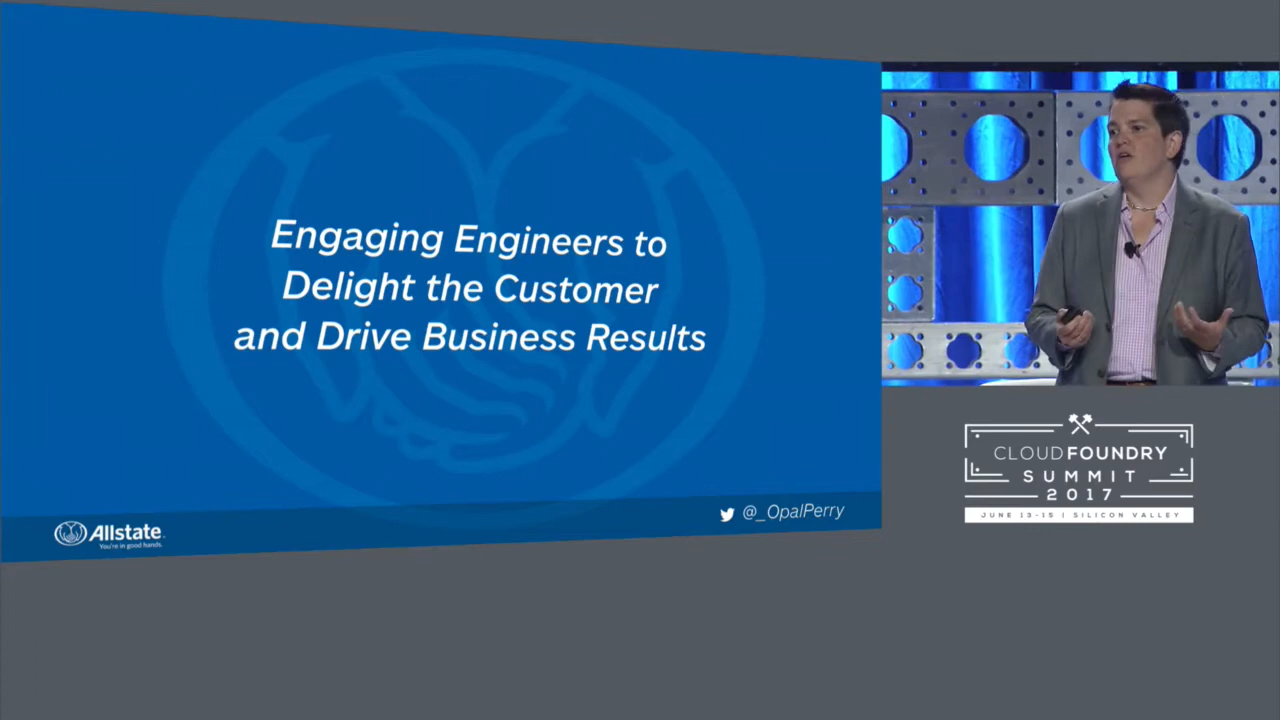 Engaging Engineers to
Delight the Customer
and Drive Business Results
Allstate
You're in good hands.
@_OpalPerry
CLOUD FOUNDRY
SUMMIT
2017
JUNE 13-15 | SILICON VALLEY